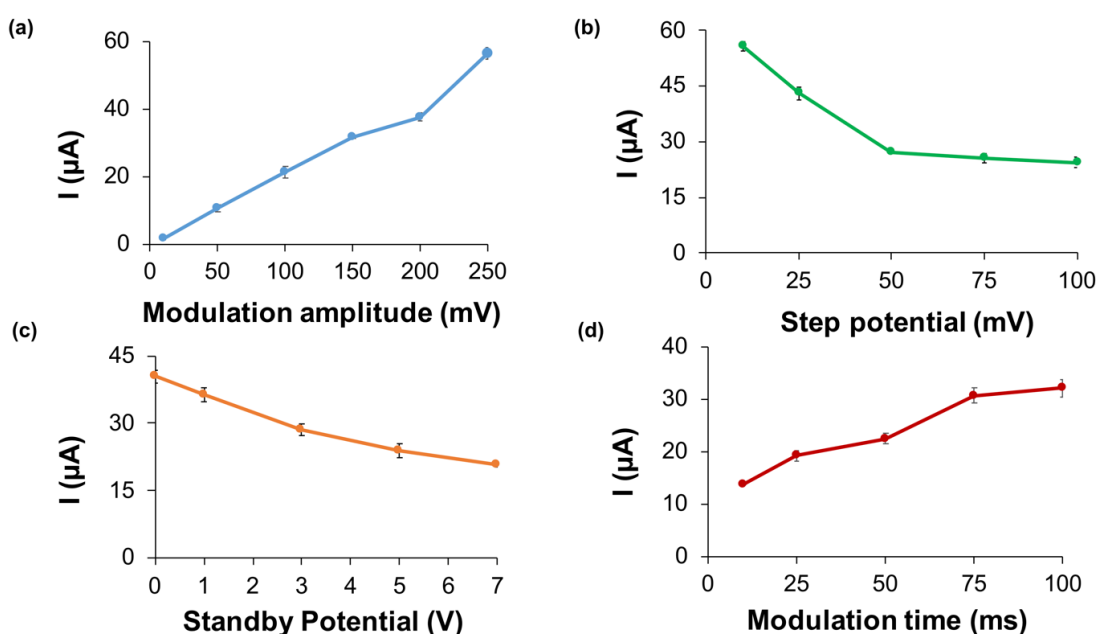 (a)
60
40
20
0
I (µA)
0 50 100 150 200 250
Modulation amplitude (mV)
(b)
60
45
30
15
0
I (µA)
0 25 50 75 100
Step potential (mV)
(c)
45
30
15
0
I (µA)
0 1 2 3 4 5 6 7
Standby Potential (V)
(d)
40
30
20
10
0
I (µA)
0 25 50 75 100
Modulation time (ms)